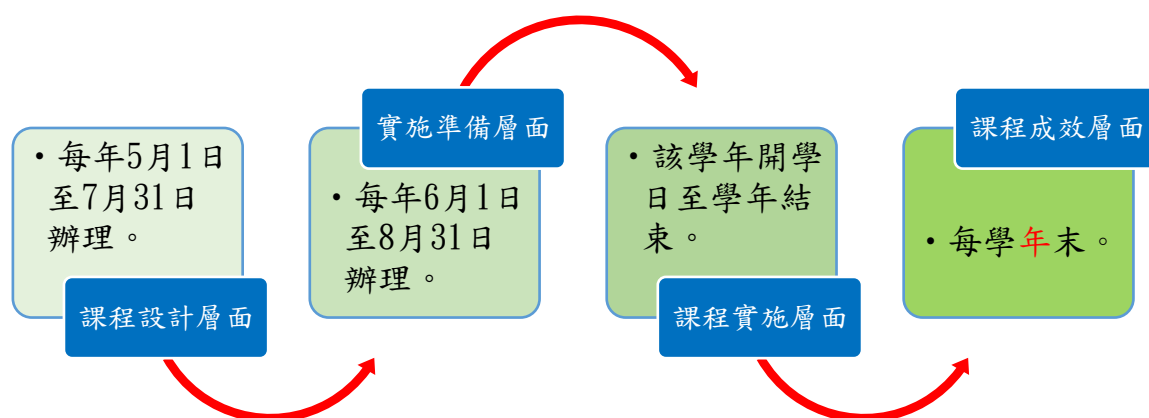 ・每年5月1日
至7月31日
辦理。
課程設計層面
實施準備層面
・每年6月1日
至8月31日
辦理。
・該學年開學
日至學年結
束。
課程實施層面
課程成效層面
・每學年末。